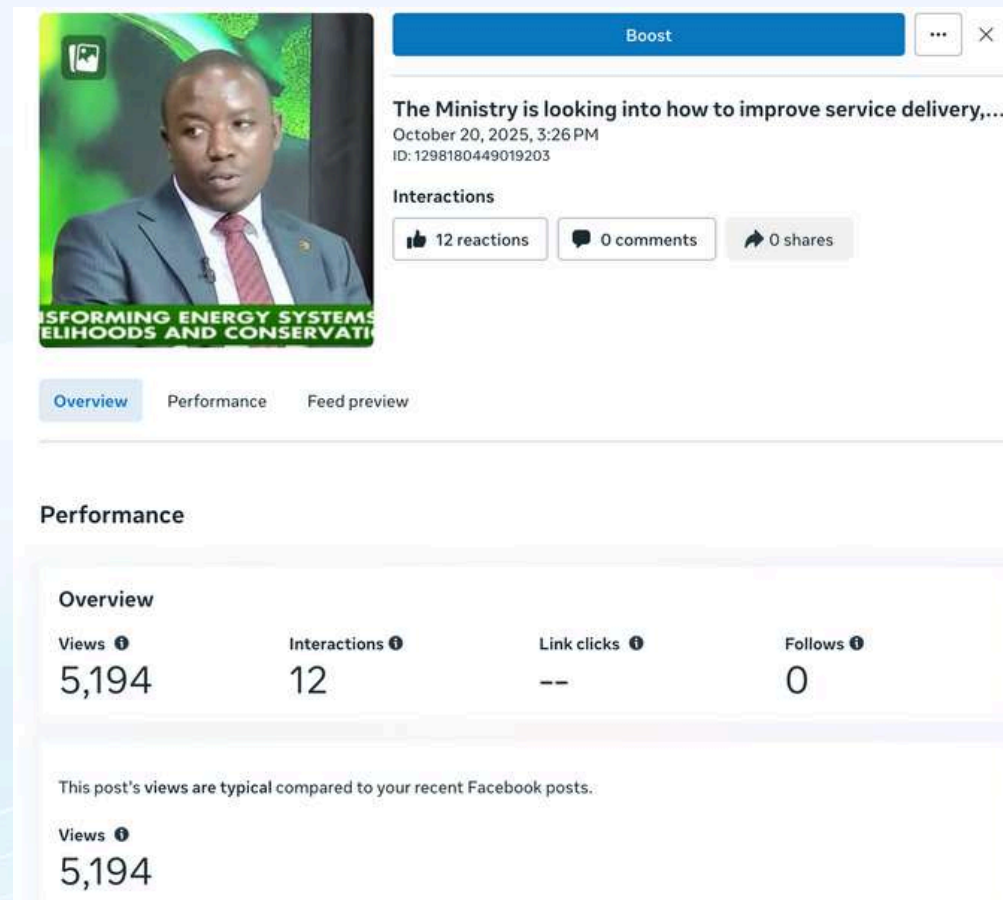 Boost
The Ministry is looking into how to improve service delivery,...
October 20, 2025, 3:26 PM
ID: 1298180449019203
Interactions
12 reactions
0 comments
0 shares
SFORMING ENERGY SYSTEMS
ELIHOODS AND CONSERVATI
Overview
Performance
Feed preview
Performance
Overview
Views
Interactions
Link clicks
Follows
5,194
12
--
0
This post's views are typical compared to your recent Facebook posts.
Views
5,194